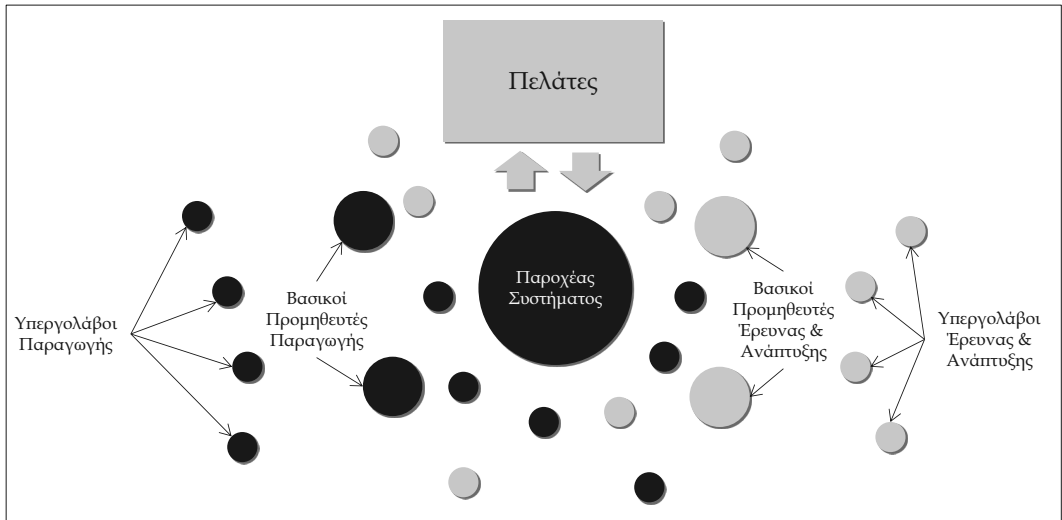 Πελάτες
Παροχέας
Συστήματος
Υπεργολάβοι
Παραγωγής
Βασικοί
Προμηθευτές
Παραγωγής
Βασικοί
Προμηθευτές
Έρευνας &
Ανάπτυξης
Υπεργολάβοι
Έρευνας &
Ανάπτυξης